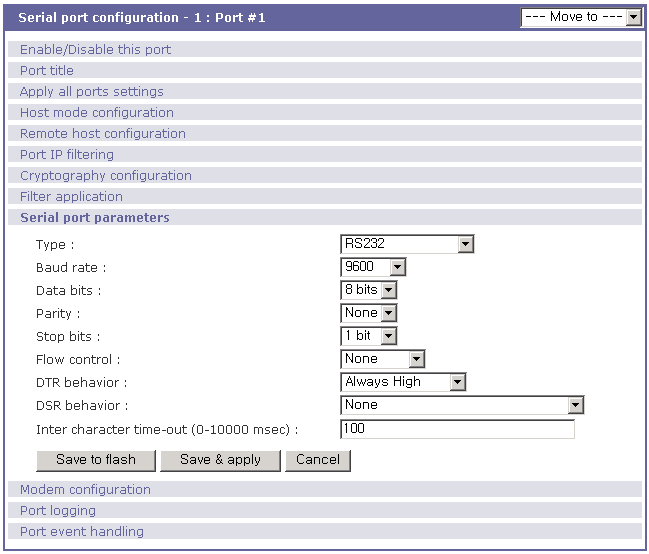 Serial port configuration - 1 : Port #1 --- Move to ---
Enable/Disable this port
Port title
Apply all ports settings
Host mode configuration
Remote host configuration
Port IP filtering
Cryptography configuration
Filter application
Serial port parameters
Type : RS232
Baud rate : 9600
Data bits : 8 bits
Parity : None
Stop bits : 1 bit
Flow control : None
DTR behavior : Always High
DSR behavior : None
Inter character time-out (0-10000 msec) : 100
Save to flash Save & apply Cancel
Modem configuration
Port logging
Port event handling